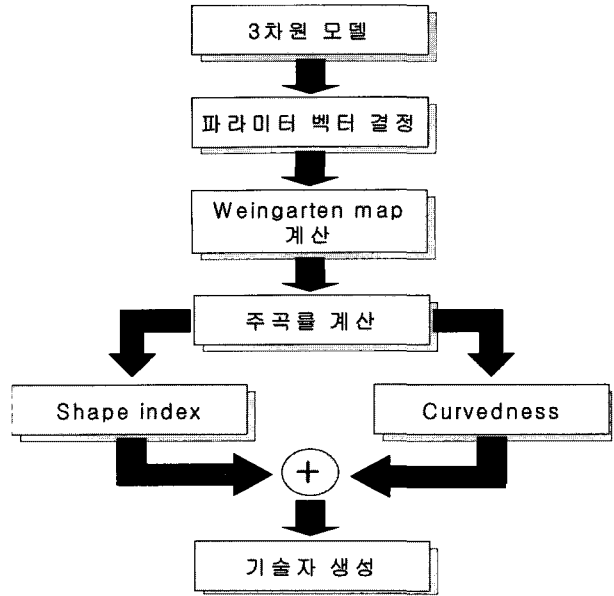 3차원 모델
파라미터 벡터 결정
Weingarten map
계산
주곡률 계산
Shape index
Curvedness
+
기술자 생성